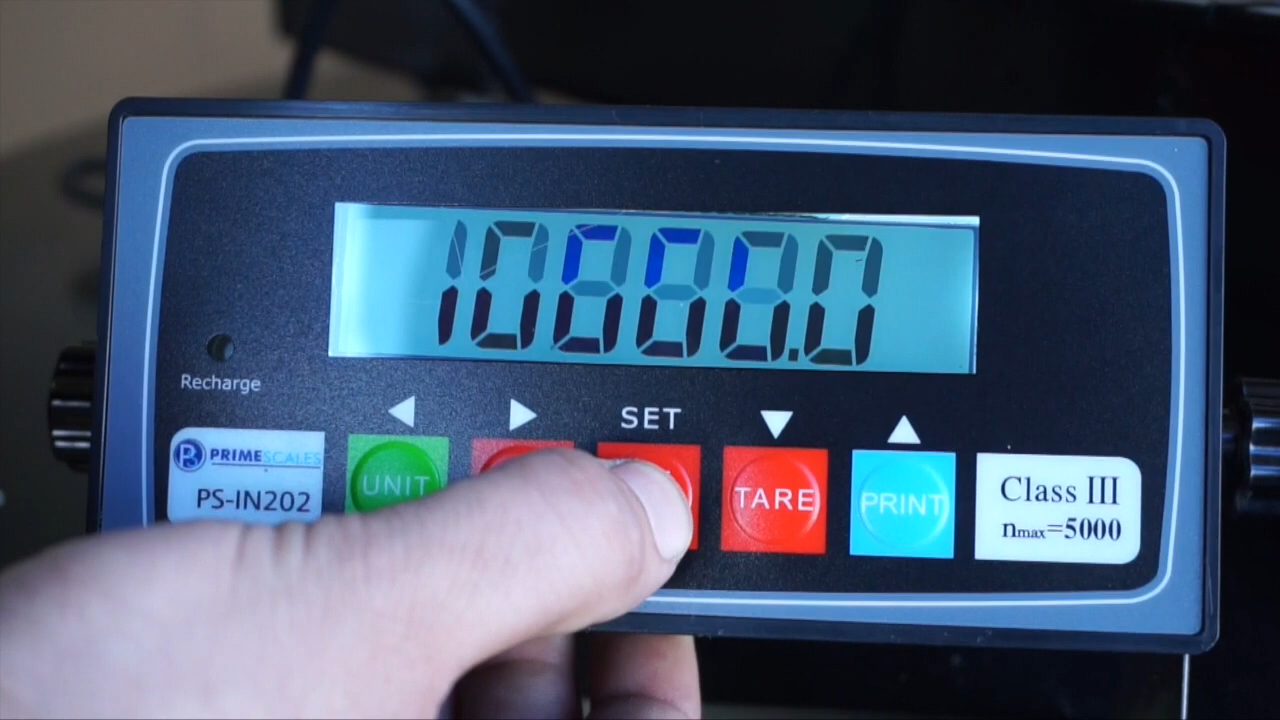 10000.0
Recharge
◀ ▶ SET ▼ ▲
PRIMESCALES
PS-IN202
UNIT
TARE
PRINT
Class III
nmax=5000